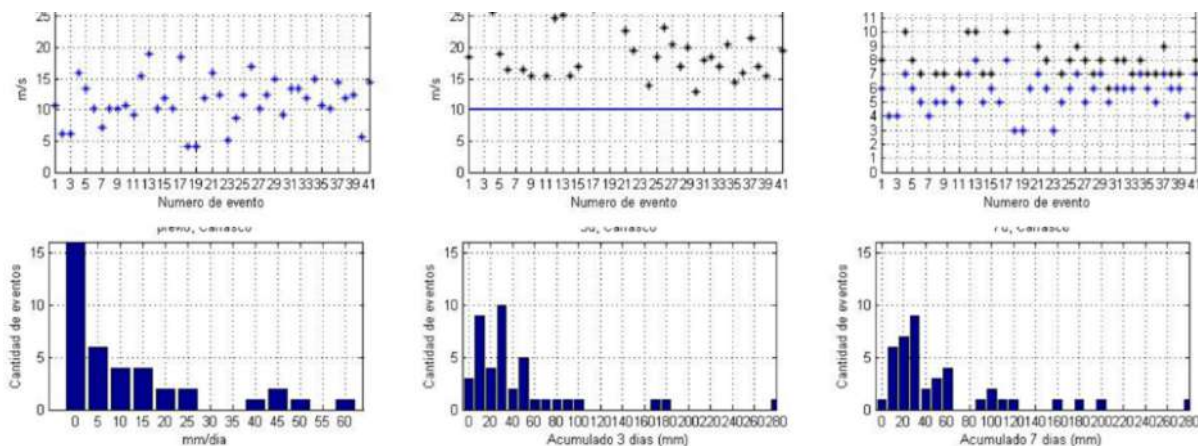 25
20
15
10
5
0
m/s
1 3 5 7 9 11 13 15 17 19 21 23 25 27 29 31 33 35 37 39 41
Numero de evento
25
20
15
10
5
0
m/s
1 3 5 7 9 11 13 15 17 19 21 23 25 27 29 31 33 35 37 39 41
Numero de evento
11
10
9
8
7
6
5
4
3
2
1
0
1 3 5 7 9 11 13 15 17 19 21 23 25 27 29 31 33 35 37 39 41
Numero de evento
previo, Carrasco
15
10
5
0
Cantidad de eventos
0 5 10 15 20 25 30 35 40 45 50 55 60
mm/dia
3d, Carrasco
15
10
5
0
Cantidad de eventos
0 20 40 60 80 100 120 140 160 180 200 220 240 260 280
Acumulado 3 dias (mm)
7d, Carrasco
15
10
5
0
Cantidad de eventos
0 20 40 60 80 100 120 140 160 180 200 220 240 260 280
Acumulado 7 dias (mm)